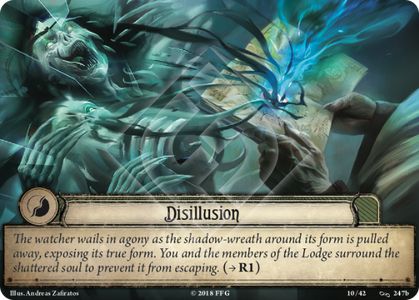 Disillusion
The watcher wails in agony as the shadow-wreath around its form is pulled
away, exposing its true form. You and the members of the Lodge surround the
shattered soul to prevent it from escaping. (→ R1)
Illus. Andreas Zafiratos © 2018 FFG 10/42 247b